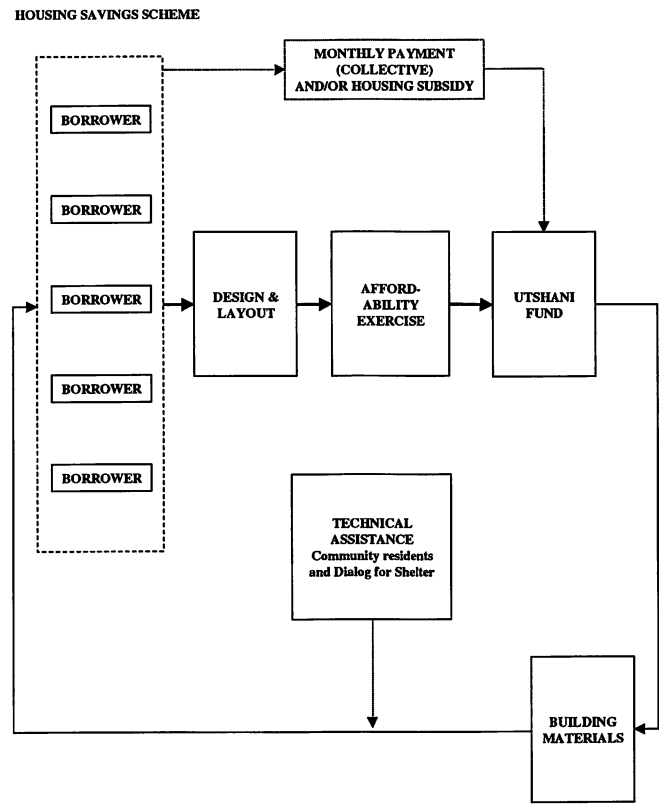 HOUSING SAVINGS SCHEME
MONTHLY PAYMENT
(COLLECTIVE)
AND/OR HOUSING SUBSIDY
BORROWER
BORROWER
BORROWER
BORROWER
BORROWER
DESIGN &
LAYOUT
AFFORD-
ABILITY
EXERCISE
UTSHANI
FUND
TECHNICAL
ASSISTANCE
Community residents
and Dialog for Shelter
BUILDING
MATERIALS